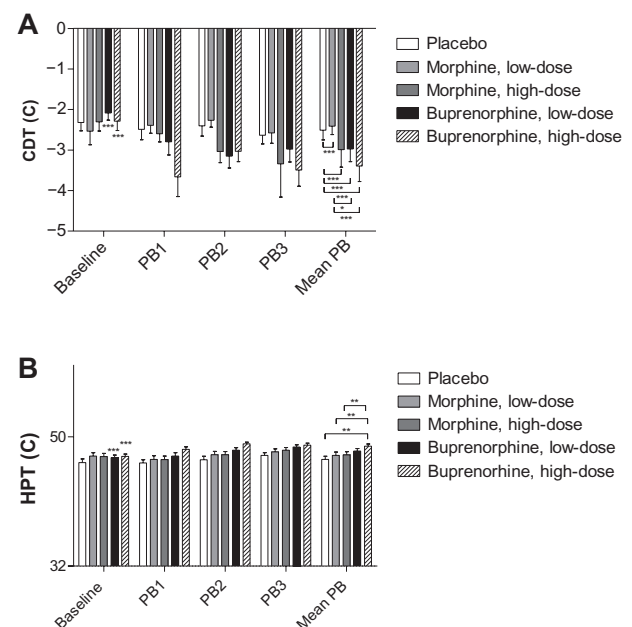 A
CDT (C)
0
−1
−2
−3
−4
−5
***
***
***
***
***
***
*
***
Baseline
PB1
PB2
PB3
Mean PB
Placebo
Morphine, low-dose
Morphine, high-dose
Buprenorphine, low-dose
Buprenorphine, high-dose
B
HPT (C)
50
32
***
***
**
**
**
Baseline
PB1
PB2
PB3
Mean PB
Placebo
Morphine, low-dose
Morphine, high-dose
Buprenorphine, low-dose
Buprenorhine, high-dose